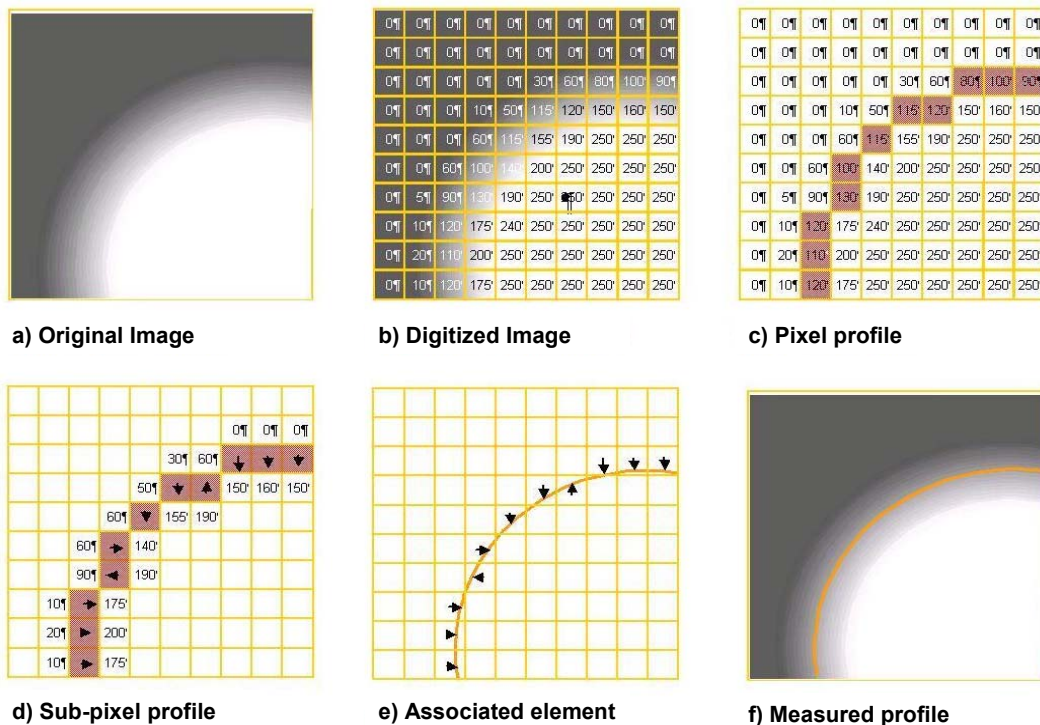 0¶ 0¶ 0¶ 0¶ 0¶ 0¶ 0¶ 0¶ 0¶ 0¶
0¶ 0¶ 0¶ 0¶ 0¶ 0¶ 0¶ 0¶ 0¶ 0¶
0¶ 0¶ 0¶ 0¶ 0¶ 30¶ 60¶ 80¶ 100' 90¶
0¶ 0¶ 0¶ 10¶ 50¶ 115' 120' 150' 160' 150'
0¶ 0¶ 0¶ 60¶ 115' 155' 190' 250' 250' 250'
0¶ 0¶ 60¶ 100' 140' 200' 250' 250' 250' 250'
0¶ 5¶ 90¶ 130' 190' 250' 250' 250' 250'
0¶ 10¶ 120' 175' 240' 250' 250' 250' 250' 250'
0¶ 20¶ 110' 200' 250' 250' 250' 250' 250' 250'
0¶ 10¶ 120' 175' 250' 250' 250' 250' 250' 250'
0¶ 0¶ 0¶ 0¶ 0¶ 0¶ 0¶ 0¶ 0¶ 0¶
0¶ 0¶ 0¶ 0¶ 0¶ 0¶ 0¶ 0¶ 0¶ 0¶
0¶ 0¶ 0¶ 0¶ 0¶ 30¶ 60¶ 80¶ 100' 90¶
0¶ 0¶ 0¶ 10¶ 50¶ 115' 120' 150' 160' 150
0¶ 0¶ 0¶ 60¶ 115' 155' 190' 250' 250' 250
0¶ 0¶ 60¶ 100' 140' 200' 250' 250' 250' 250
0¶ 5¶ 90¶ 130' 190' 250' 250' 250' 250' 250
0¶ 10¶ 120' 175' 240' 250' 250' 250' 250' 250
0¶ 20¶ 110' 200' 250' 250' 250' 250' 250' 250
0¶ 10¶ 120' 175' 250' 250' 250' 250' 250' 250
a) Original Image
b) Digitized Image
c) Pixel profile
0¶ 0¶ 0¶
30¶ 60¶
50¶ 150' 160' 150'
60¶ 155' 190'
60¶ 140'
90¶ 190'
10¶ 175'
20¶ 200'
10¶ 175'
d) Sub-pixel profile
e) Associated element
f) Measured profile